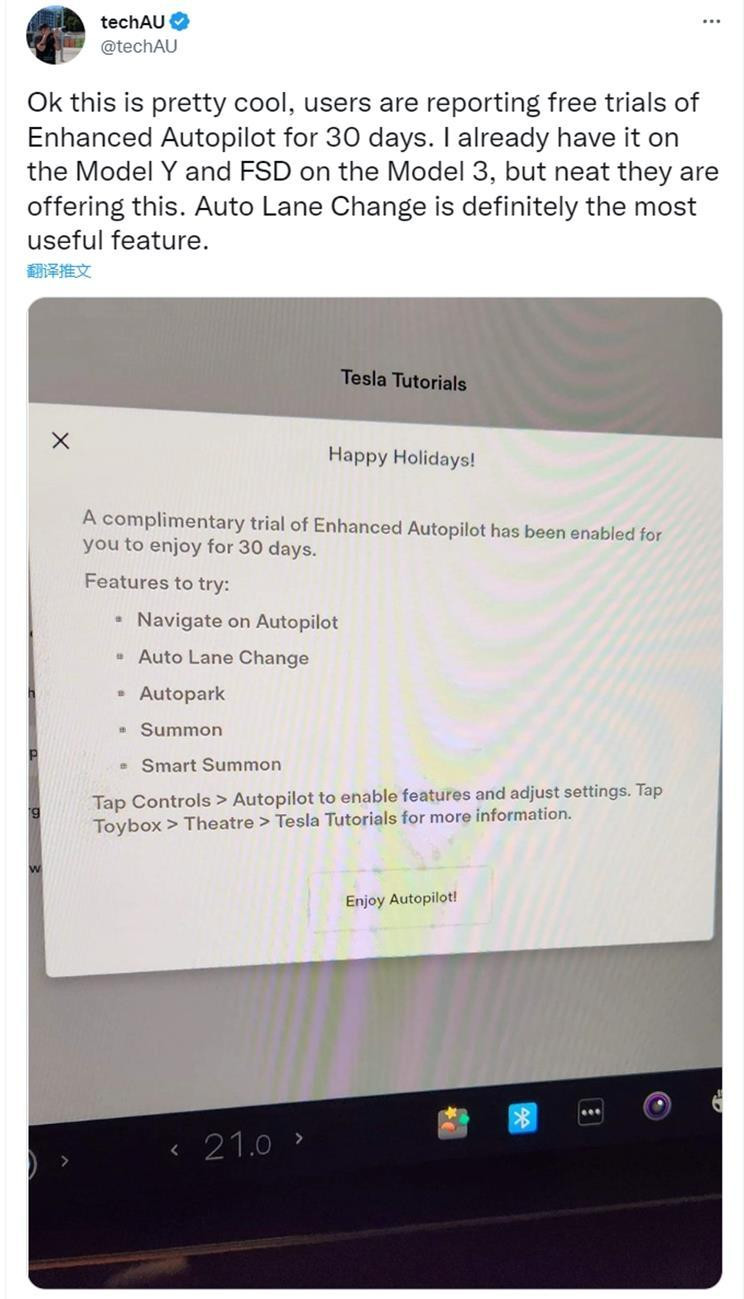 techAU
@techAU
Ok this is pretty cool, users are reporting free trials of
Enhanced Autopilot for 30 days. I already have it on
the Model Y and FSD on the Model 3, but neat they are
offering this. Auto Lane Change is definitely the most
useful feature.
翻译推文
Tesla Tutorials
Happy Holidays!
A complimentary trial of Enhanced Autopilot has been enabled for
you to enjoy for 30 days.
Features to try:
Navigate on Autopilot
Auto Lane Change
Autopark
Summon
Smart Summon
Tap Controls > Autopilot to enable features and adjust settings. Tap
Toybox > Theatre > Tesla Tutorials for more information.
Enjoy Autopilot!
21.0